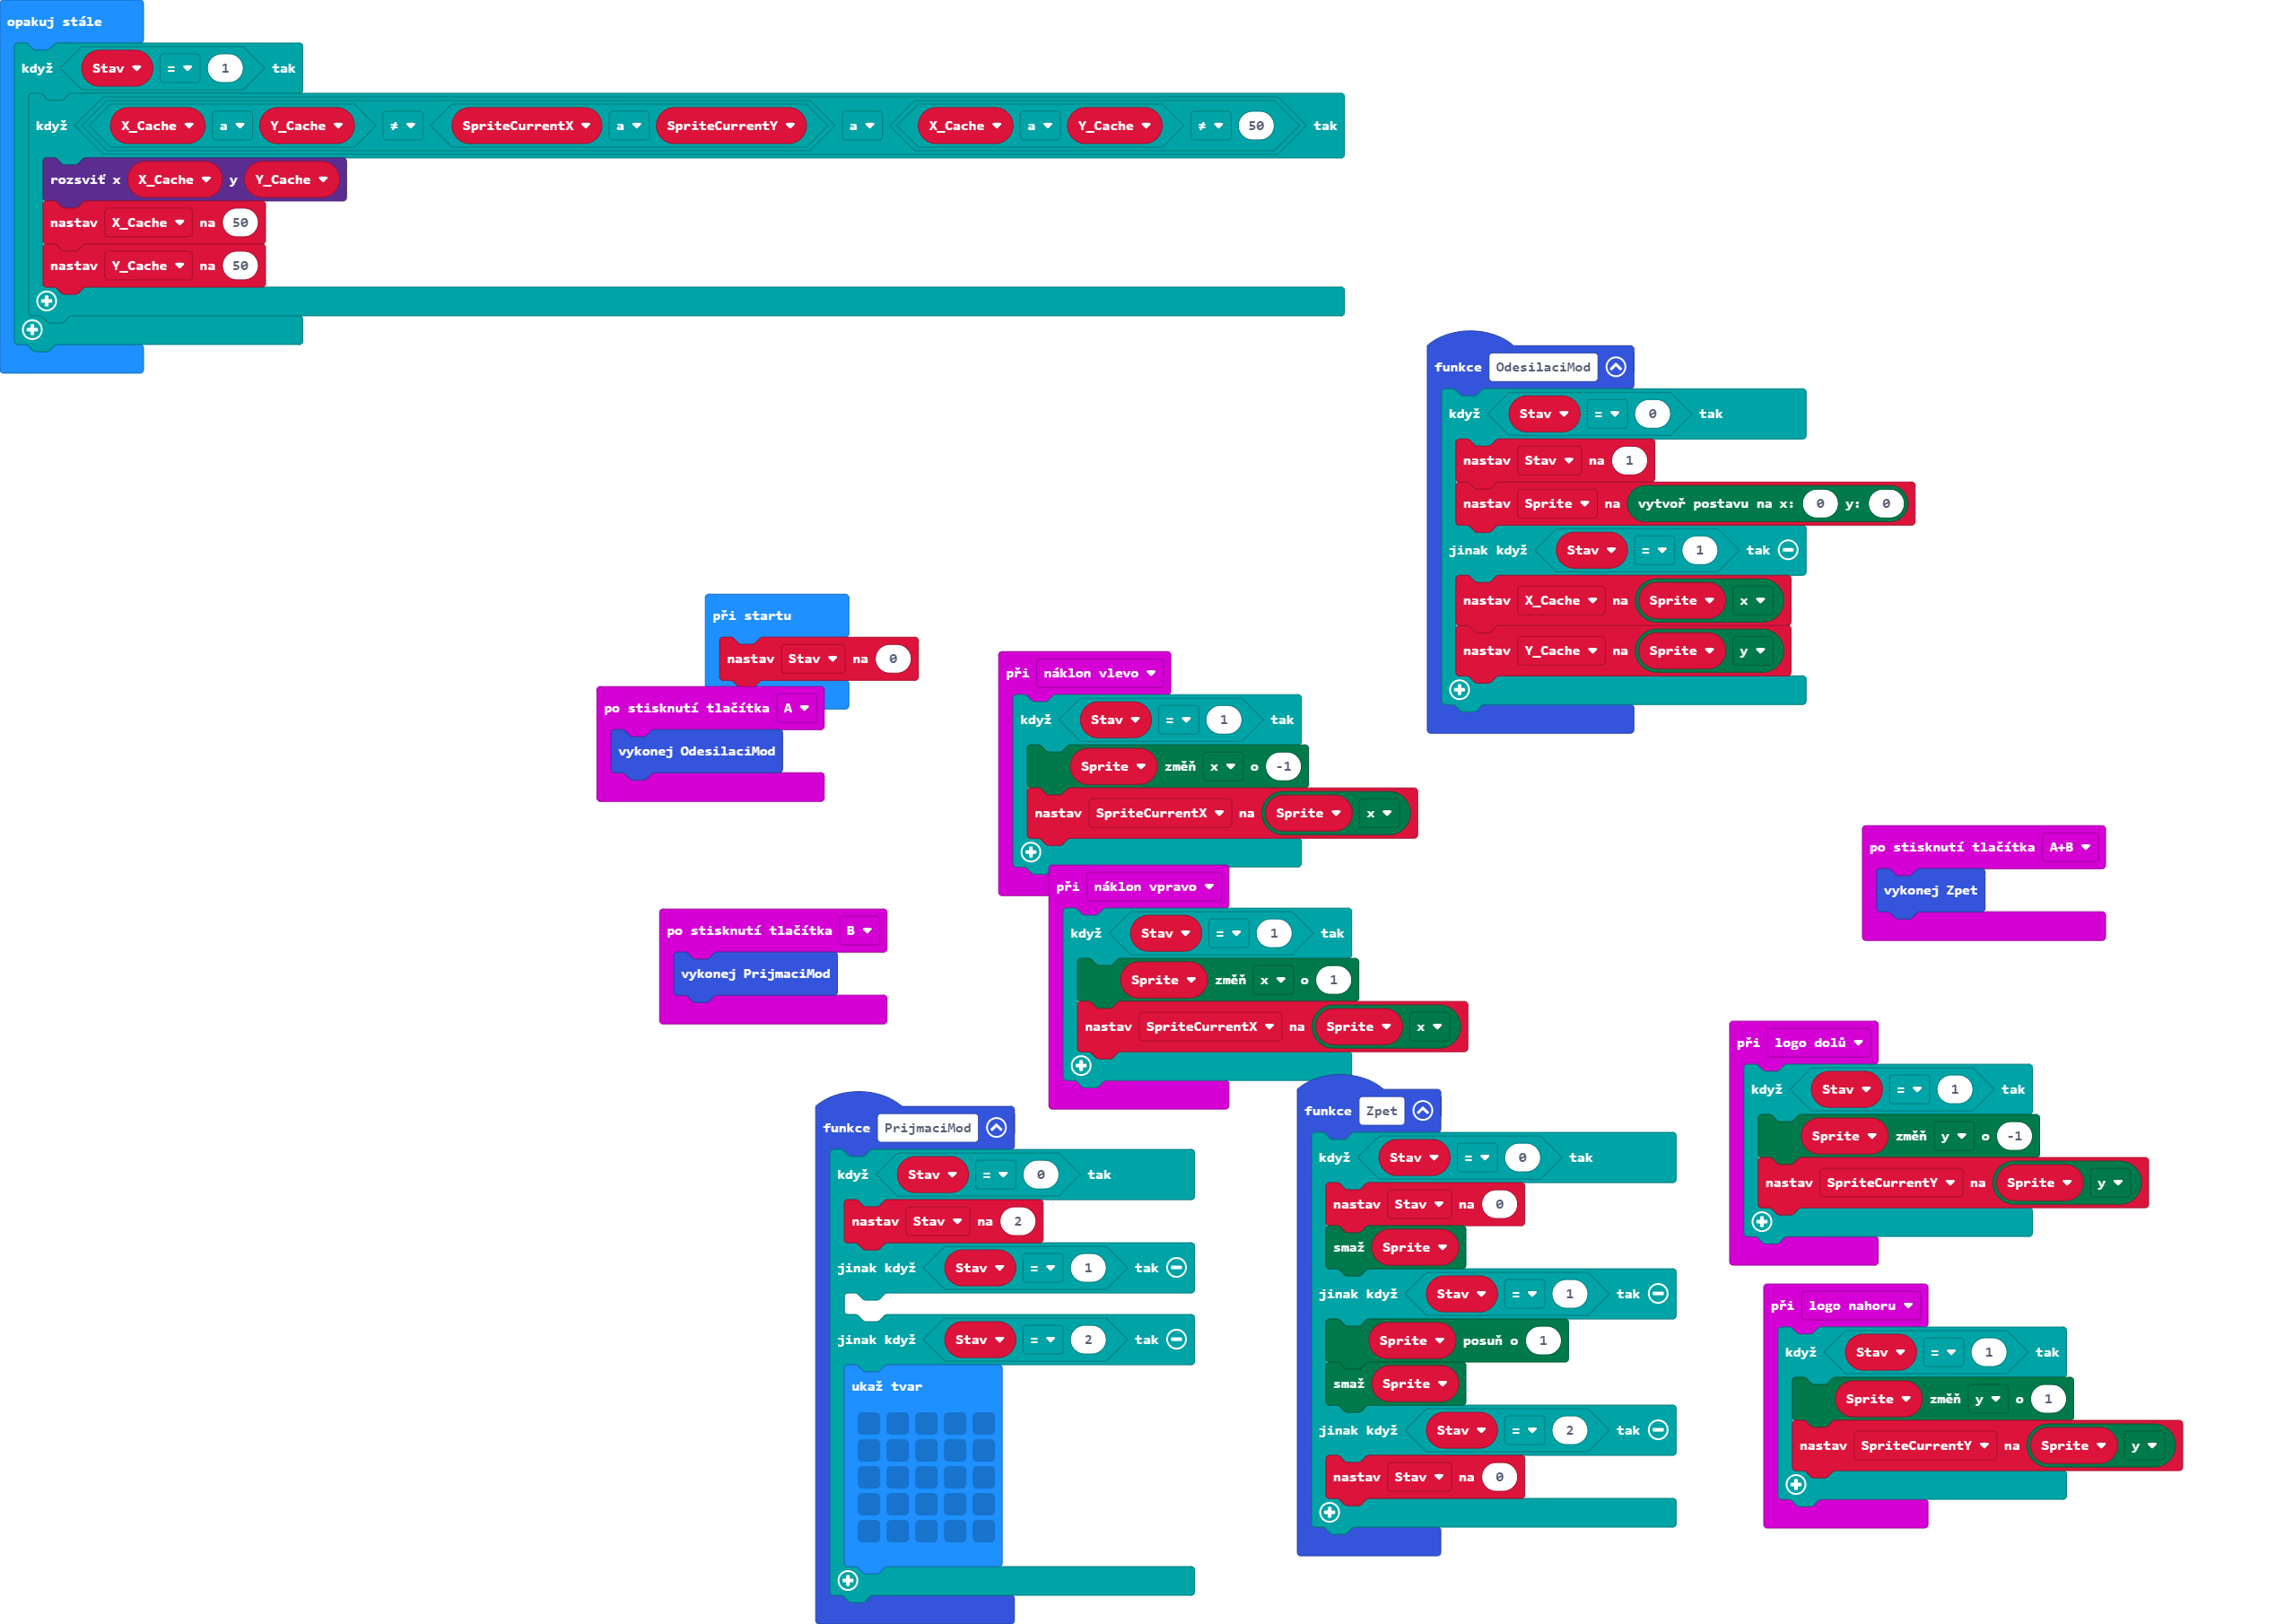 opakuj stále
když Stav = 1 tak
když X_Cache a Y_Cache ≠ SpriteCurrentX a SpriteCurrentY a X_Cache a Y_Cache ≠ 50 tak
rozsviť x X_Cache y Y_Cache
nastav X_Cache na 50
nastav Y_Cache na 50
funkce OdesilaciMod
když Stav = 0 tak
nastav Stav na 1
nastav Sprite na vytvoř postavu na x: 0 y: 0
jinak když Stav = 1 tak
nastav X_Cache na Sprite x
nastav Y_Cache na Sprite y
při startu
nastav Stav na 0
po stisknutí tlačítka A
vykonej OdesilaciMod
při náklon vlevo
když Stav = 1 tak
Sprite změň x o -1
nastav SpriteCurrentX na Sprite x
po stisknutí tlačítka A+B
vykonej Zpet
při náklon vpravo
když Stav = 1 tak
Sprite změň x o 1
nastav SpriteCurrentX na Sprite x
po stisknutí tlačítka B
vykonej PrijmaciMod
při logo dolů
když Stav = 1 tak
Sprite změň y o -1
nastav SpriteCurrentY na Sprite y
funkce PrijmaciMod
když Stav = 0 tak
nastav Stav na 2
jinak když Stav = 1 tak
jinak když Stav = 2 tak
ukaž tvar
funkce Zpet
když Stav = 0 tak
nastav Stav na 0
smaž Sprite
jinak když Stav = 1 tak
Sprite posuň o 1
smaž Sprite
jinak když Stav = 2 tak
nastav Stav na 0
při logo nahoru
když Stav = 1 tak
Sprite změň y o 1
nastav SpriteCurrentY na Sprite y